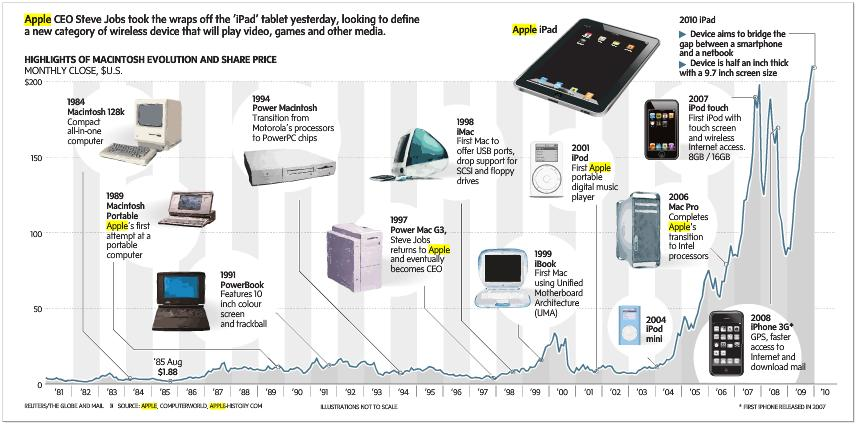 Apple CEO Steve Jobs took the wraps off the 'iPad' tablet yesterday, looking to define
a new category of wireless device that will play video, games and other media.
HIGHLIGHTS OF MACINTOSH EVOLUTION AND SHARE PRICE
MONTHLY CLOSE, $U.S.
Apple iPad
2010 iPad
Device aims to bridge the
gap between a smartphone
and a netbook
Device is half an inch thick
with a 9.7 inch screen size
$200
150
100
50
0
1984
Macintosh 128k
Compact
all-in-one
computer
1989
Macintosh
Portable
Apple's first
attempt at a
portable
computer
1991
PowerBook
Features 10
inch colour
screen
and trackball
1994
Power Macintosh
Transition from
Motorola's processors
to PowerPC chips
1997
Power Mac G3,
Steve Jobs
returns to Apple
and eventually
becomes CEO
1998
iMac
First Mac to
offer USB ports,
drop support for
SCSI and floppy
drives
1999
iBook
First Mac
using Unified
Motherboard
Architecture
(UMA)
2001
iPod
First Apple
portable
digital music
player
2004
iPod
mini
2006
Mac Pro
Completes
Apple's
transition
to Intel
processors
2007
iPod touch
First iPod with
touch screen
and wireless
Internet access.
8GB / 16GB
2008
iPhone 3G*
GPS, faster
access to
Internet and
download mail
'85 Aug
$1.88
'81 '82 '83 '84 '85 '86 '87 '88 '89 '90 '91 '92 '93 '94 '95 '96 '97 '98 '99 '00 '01 '02 '03 '04 '05 '06 '07 '08 '09 '10
REUTERS/THE GLOBE AND MAIL SOURCE: APPLE, COMPUTERWORLD, APPLE-HISTORY.COM
ILLUSTRATIONS NOT TO SCALE.
* FIRST IPHONE RELEASED IN 2007